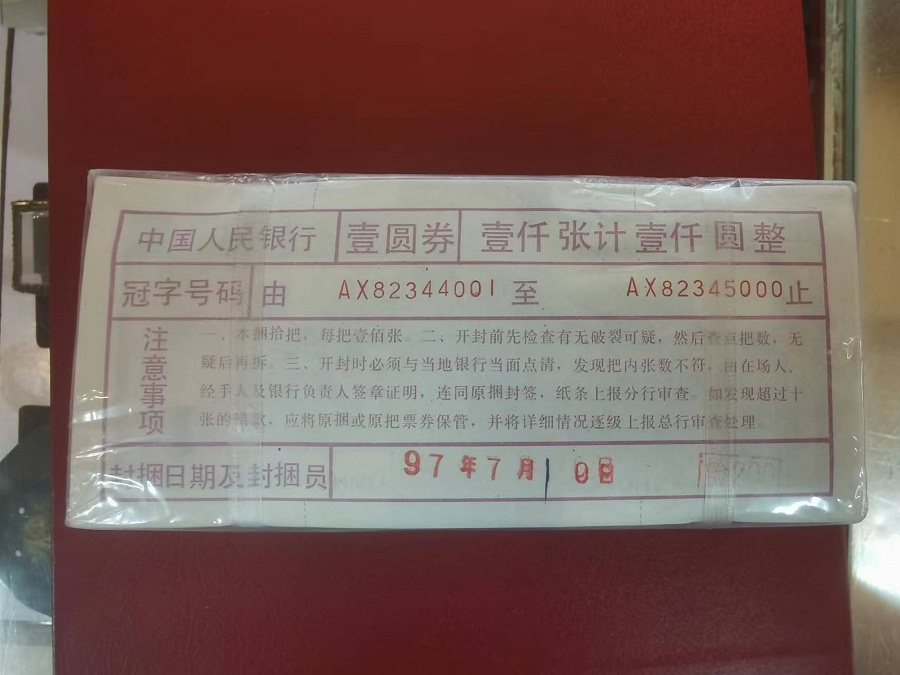 中国人民银行 壹圆券 壹仟张计壹仟圆整
冠字号码 由 AX82344001 至 AX82345000 止
注意事项
一、本捆拾把，每把壹佰张。二、开封前先检查有无破裂可疑，然后查点把数，无
疑后再拆。三、开封时必须与当地银行当面点清，发现把内张数不符，由在场人、
经手人及银行负责人签章证明，连同原捆封签，纸条上报分行审查。如发现超过十
张的错款，应将原捆或原把票券保管，并将详细情况逐级上报总行审查处理。
封捆日期及封捆员 97年7月10日